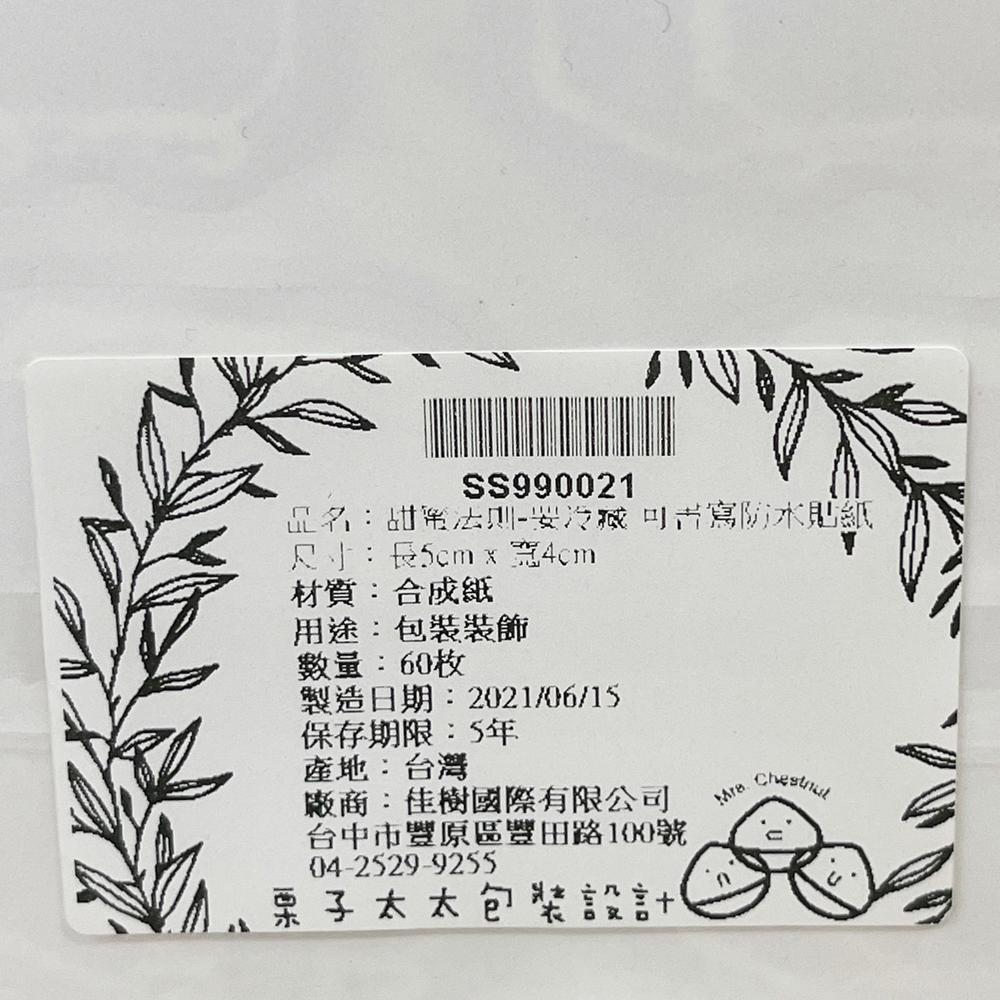 SS990021
品名：甜蜜法則-要冷藏 可書寫防水貼紙
尺寸：長5cm x 寬4cm
材質：合成紙
用途：包裝裝飾
數量：60枚
製造日期：2021/06/15
保存期限：5年
產地：台灣
廠商：佳樹國際有限公司
台中市豐原區豐田路100號
04-2529-9255
Mrs. Chestnut
栗子太太包裝設計